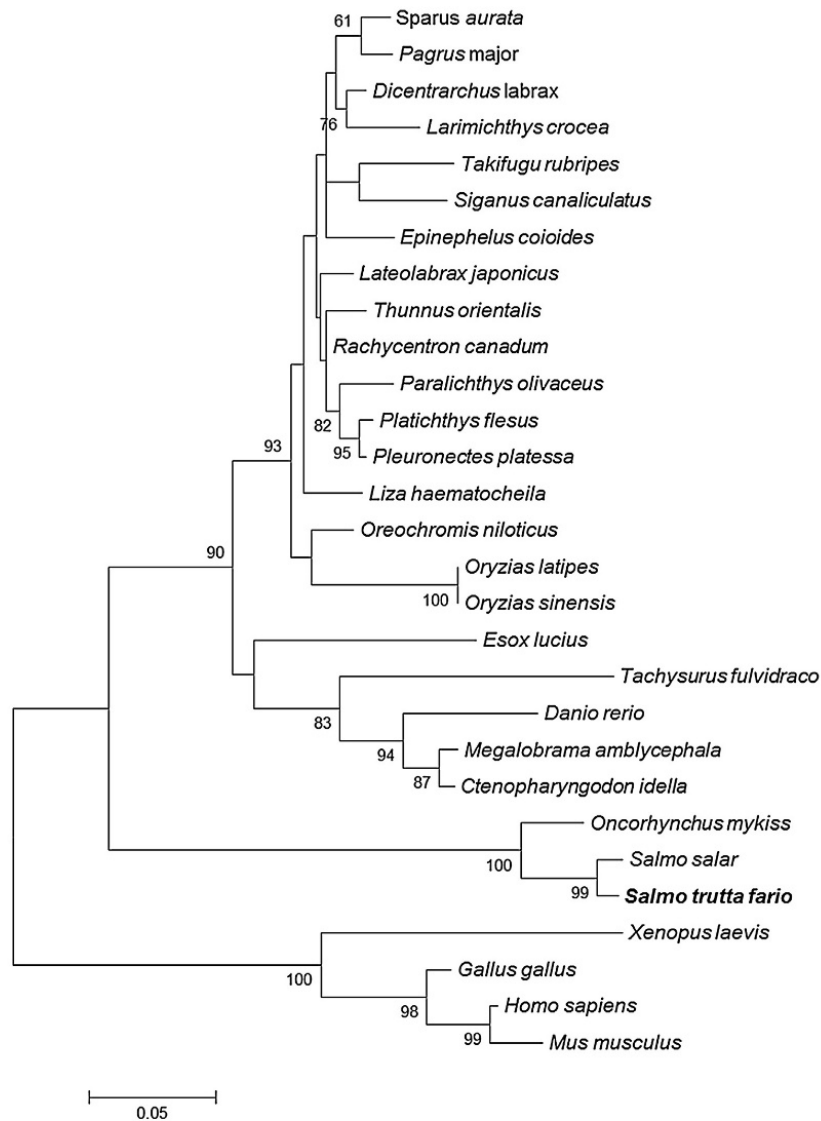 61
Sparus aurata
Pagrus major
Dicentrarchus labrax
76
Larimichthys crocea
Takifugu rubripes
Siganus canaliculatus
Epinephelus coioides
Lateolabrax japonicus
Thunnus orientalis
Rachycentron canadum
Paralichthys olivaceus
82
Platichthys flesus
95
Pleuronectes platessa
93
Liza haematocheila
Oreochromis niloticus
90
Oryzias latipes
100
Oryzias sinensis
Esox lucius
Tachysurus fulvidraco
83
Danio rerio
94
Megalobrama amblycephala
87
Ctenopharyngodon idella
Oncorhynchus mykiss
100
Salmo salar
99
Salmo trutta fario
Xenopus laevis
100
Gallus gallus
98
Homo sapiens
99
Mus musculus
0.05